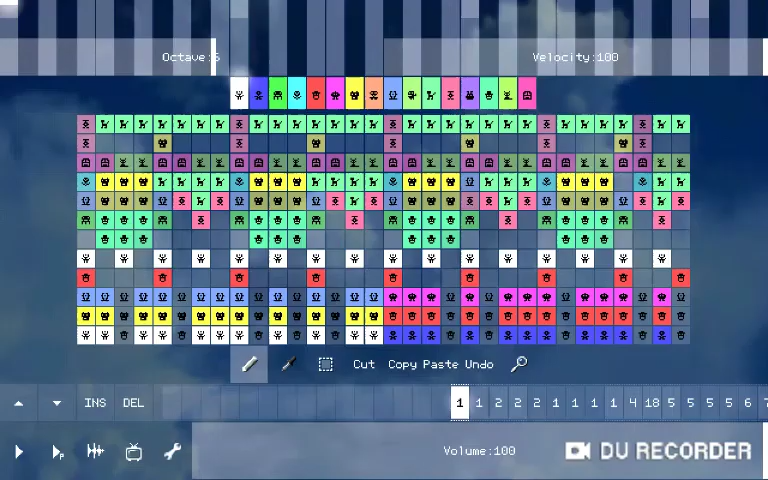 Octave:5 Velocity:100
Cut Copy Paste Undo
INS DEL 1 1 2 2 2 1 1 1 1 4 18 5 5 5 5 6 7
P Volume:100 DU RECORDER